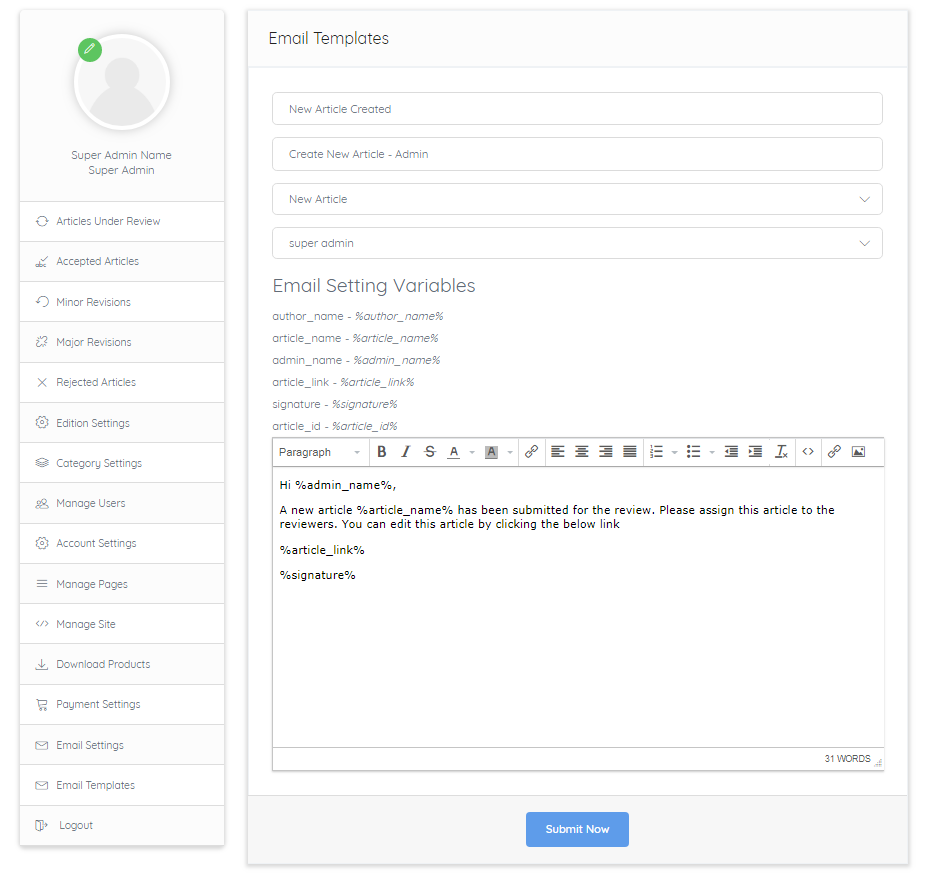 Super Admin Name
Super Admin
Articles Under Review
Accepted Articles
Minor Revisions
Major Revisions
Rejected Articles
Edition Settings
Category Settings
Manage Users
Account Settings
Manage Pages
Manage Site
Download Products
Payment Settings
Email Settings
Email Templates
Logout
Email Templates
New Article Created
Create New Article - Admin
New Article
super admin
Email Setting Variables
author_name - %author_name%
article_name - %article_name%
admin_name - %admin_name%
article_link - %article_link%
signature - %signature%
article_id - %article_id%
Paragraph B I S A A
Hi %admin_name%,
A new article %article_name% has been submitted for the review. Please assign this article to the
reviewers. You can edit this article by clicking the below link
%article_link%
%signature%
31 WORDS
Submit Now